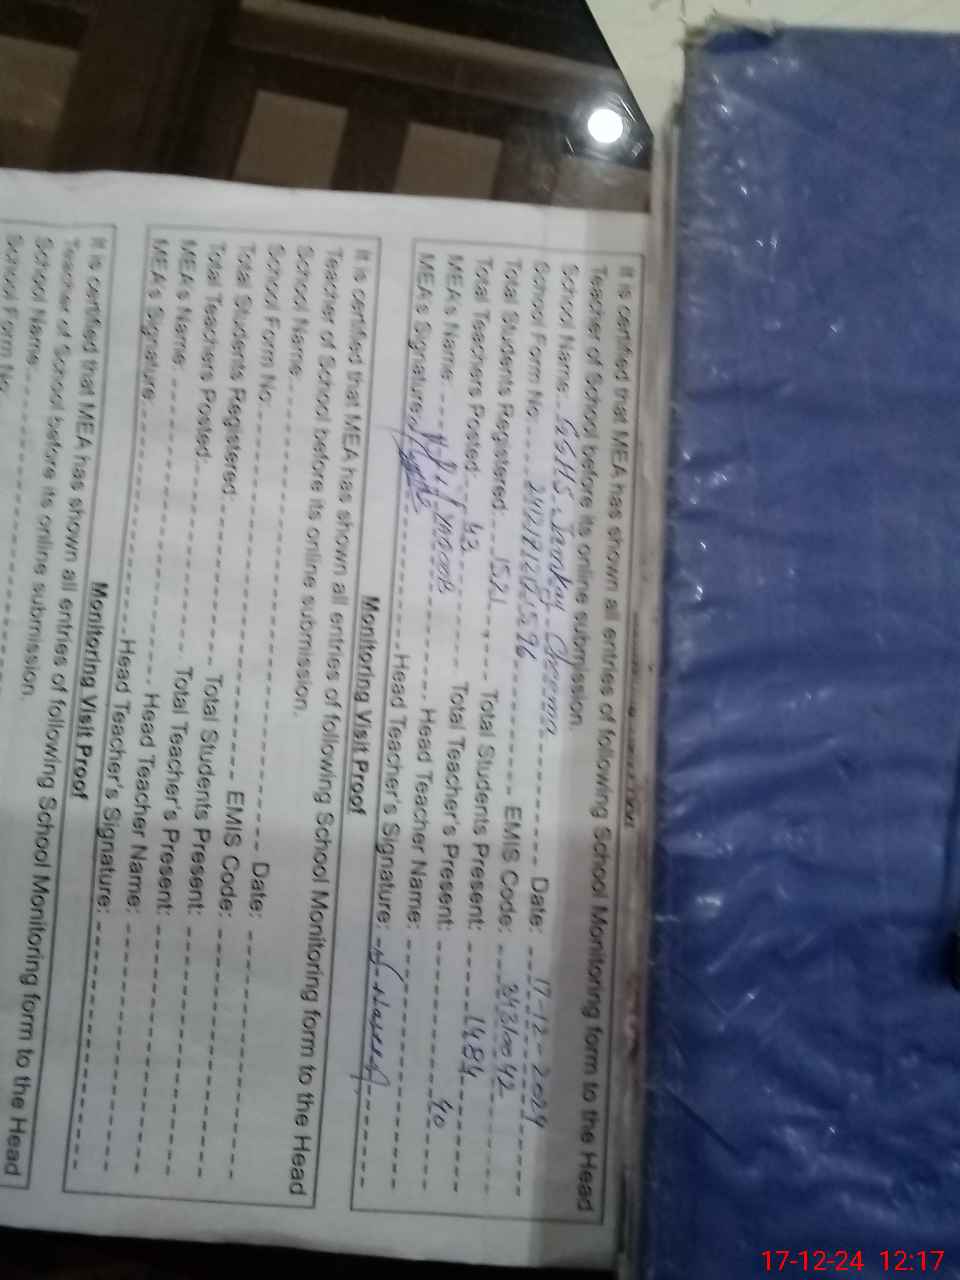 It is certified that MEA has shown all entries of following School Monitoring form to the Head
Teacher of School before its online submission.
School Name: GGHS Jamkay Cheema
School Form No: Date: 17-12-2024
Total Students Registered: 1521 EMIS Code:
Total Teachers Posted: 43 Total Students Present: 1484
MEA's Name: Total Teacher's Present: 40
MEA's Signature: Head Teacher Name:
Head Teacher's Signature:
Monitoring Visit Proof
It is certified that MEA has shown all entries of following School Monitoring form to the Head
Teacher of School before its online submission.
School Name:
School Form No: Date:
Total Students Registered: EMIS Code:
Total Teachers Posted: Total Students Present:
MEA's Name: Total Teacher's Present:
MEA's Signature: Head Teacher Name:
Head Teacher's Signature:
Monitoring Visit Proof
It is certified that MEA has shown all entries of following School Monitoring form to the Head
Teacher of School before its online submission.
School Name
School Form No
17-12-24 12:17